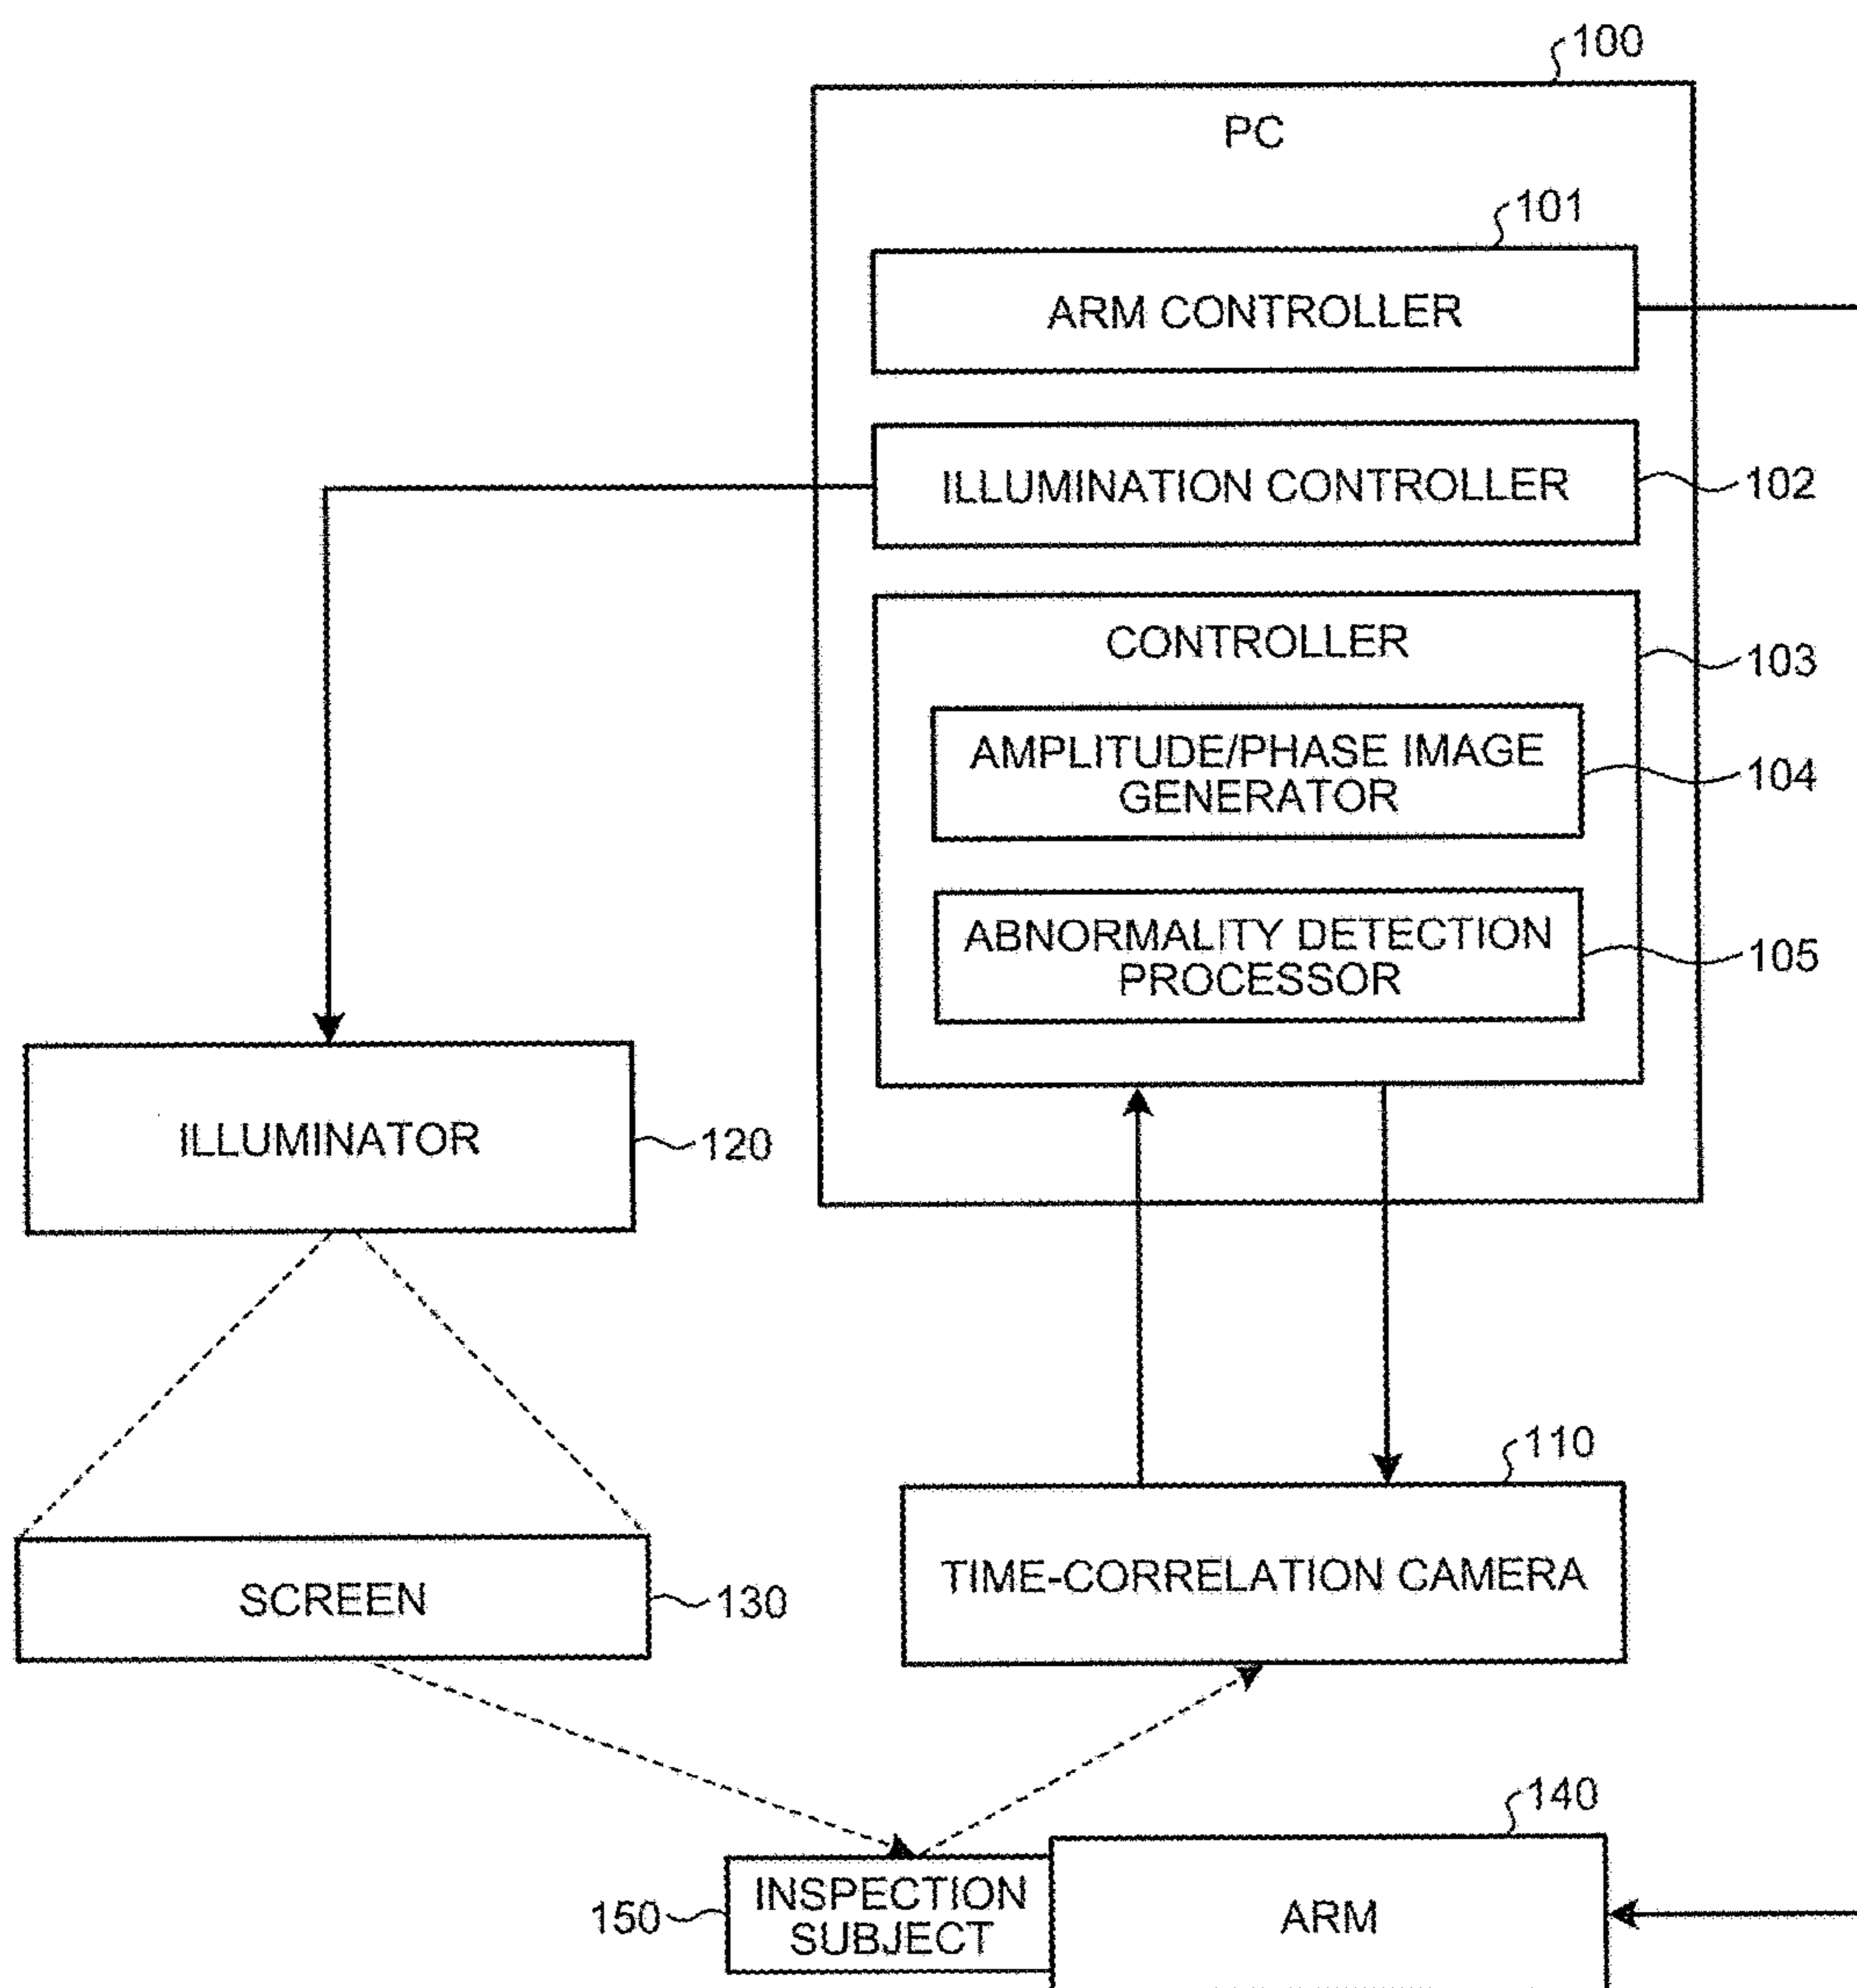 100
PC
101
ARM CONTROLLER
ILLUMINATION CONTROLLER
102
CONTROLLER
103
AMPLITUDE/PHASE IMAGE
GENERATOR
104
ABNORMALITY DETECTION
PROCESSOR
105
ILLUMINATOR
120
110
TIME-CORRELATION CAMERA
SCREEN
130
140
150
INSPECTION
SUBJECT
ARM